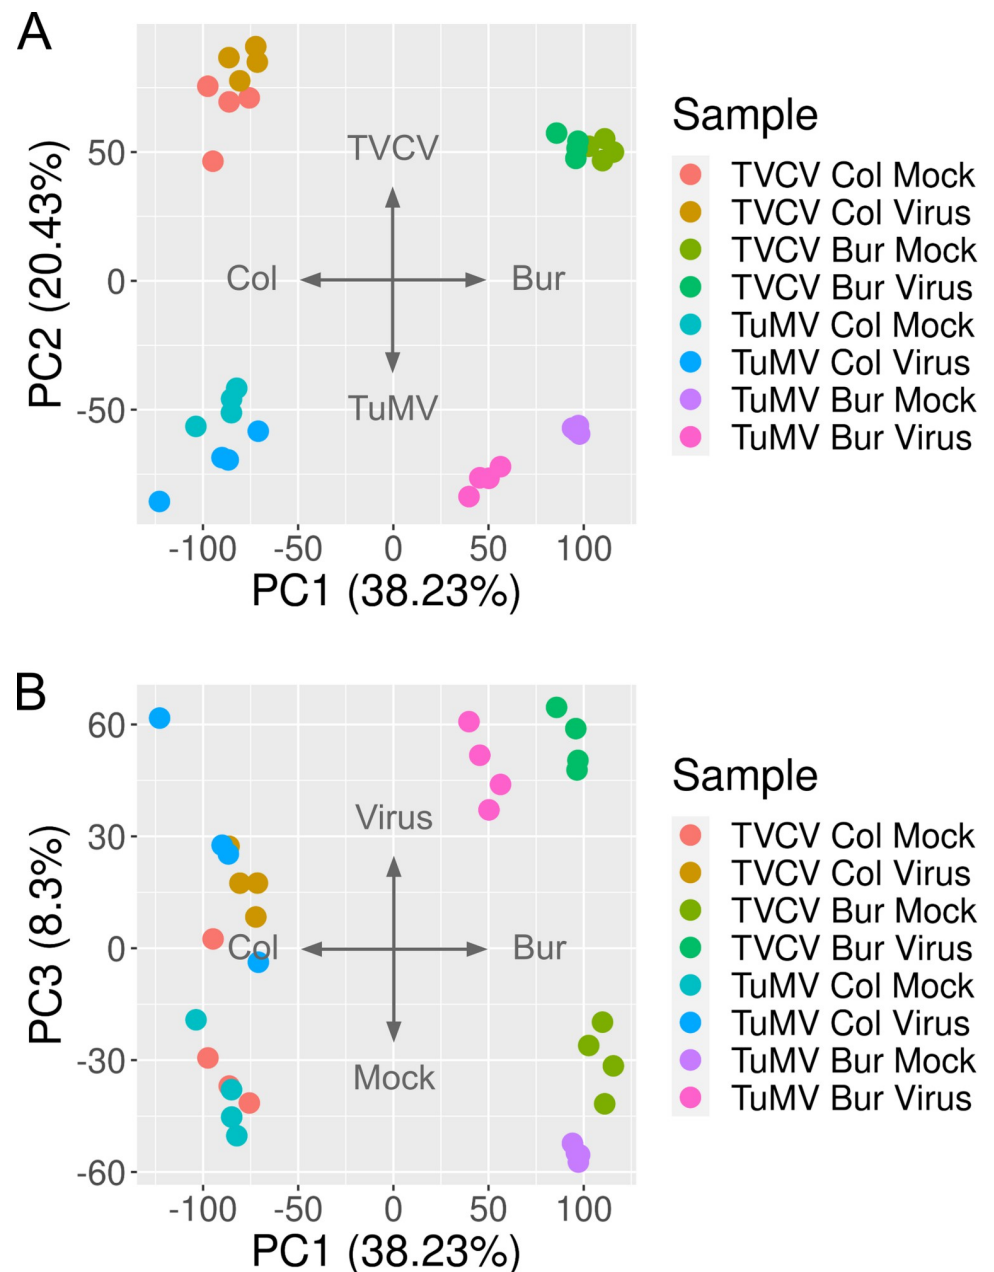 A
PC2 (20.43%)
50
0
-50
TVCV
Col
Bur
TuMV
-100
-50
0
50
100
PC1 (38.23%)
Sample
TVCV Col Mock
TVCV Col Virus
TVCV Bur Mock
TVCV Bur Virus
TuMV Col Mock
TuMV Col Virus
TuMV Bur Mock
TuMV Bur Virus
B
PC3 (8.3%)
60
30
0
-30
-60
Virus
Col
Bur
Mock
-100
-50
0
50
100
PC1 (38.23%)
Sample
TVCV Col Mock
TVCV Col Virus
TVCV Bur Mock
TVCV Bur Virus
TuMV Col Mock
TuMV Col Virus
TuMV Bur Mock
TuMV Bur Virus